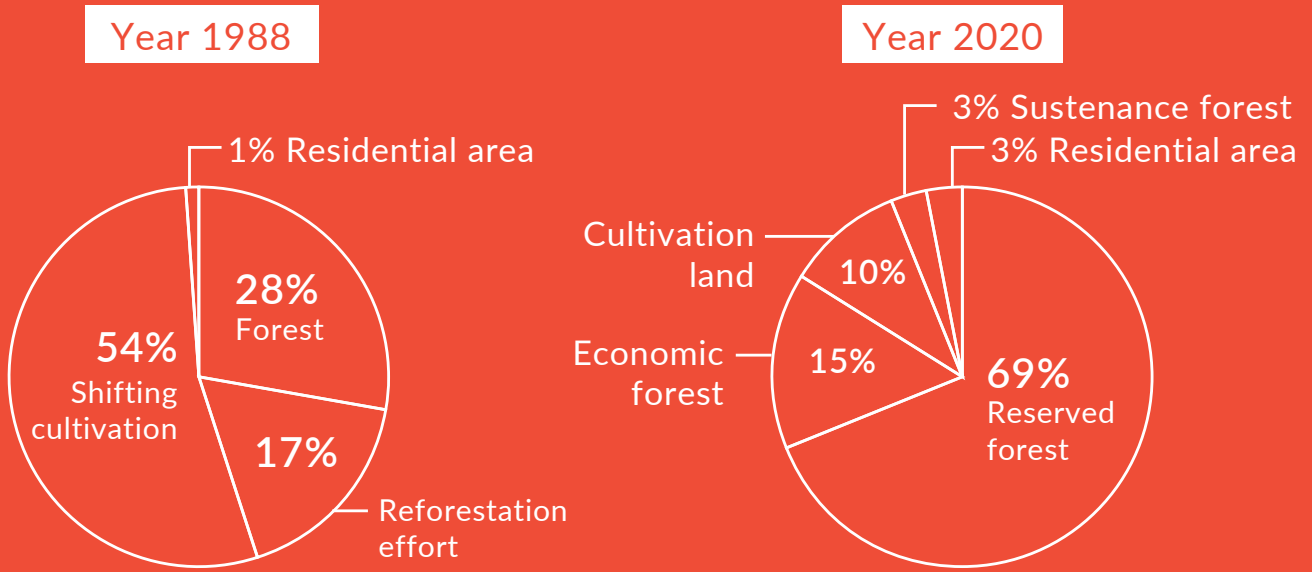 Year 1988
1% Residential area
28%
Forest
54%
Shifting
cultivation
17%
Reforestation
effort
Year 2020
3% Sustenance forest
3% Residential area
Cultivation
land
10%
Economic
forest
15%
69%
Reserved
forest